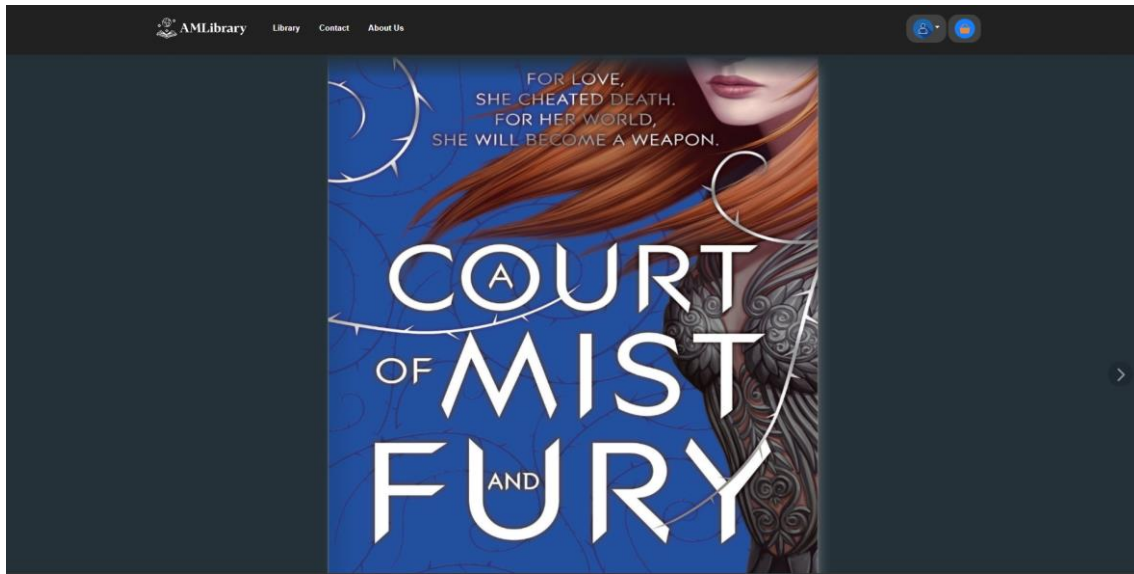 AMLibrary Library Contact About Us
FOR LOVE,
SHE CHEATED DEATH.
FOR HER WORLD,
SHE WILL BECOME A WEAPON.
A
COURT
OF MIST
AND
FURY